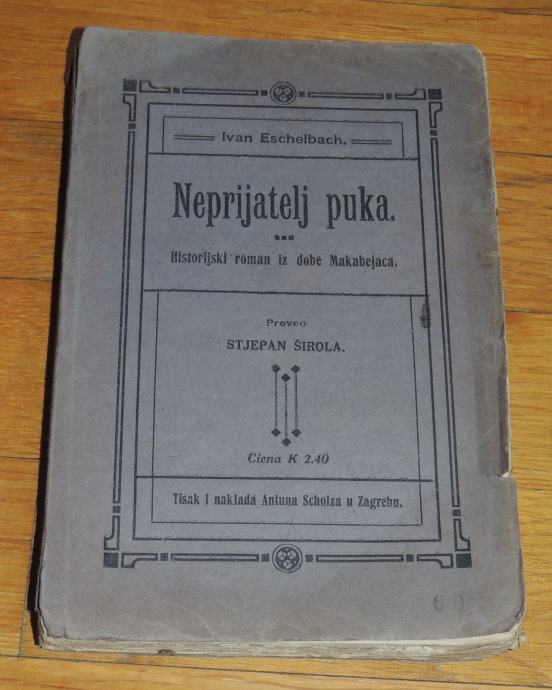 Ivan Eschelbach.
Neprijatelj puka.
Historijski roman iz dobe Makabejaca.
Preveo
STJEPAN ŠIROLA.
Ciena K 2.40
Tisak i naklada Antuna Scholza u Zagrebu.